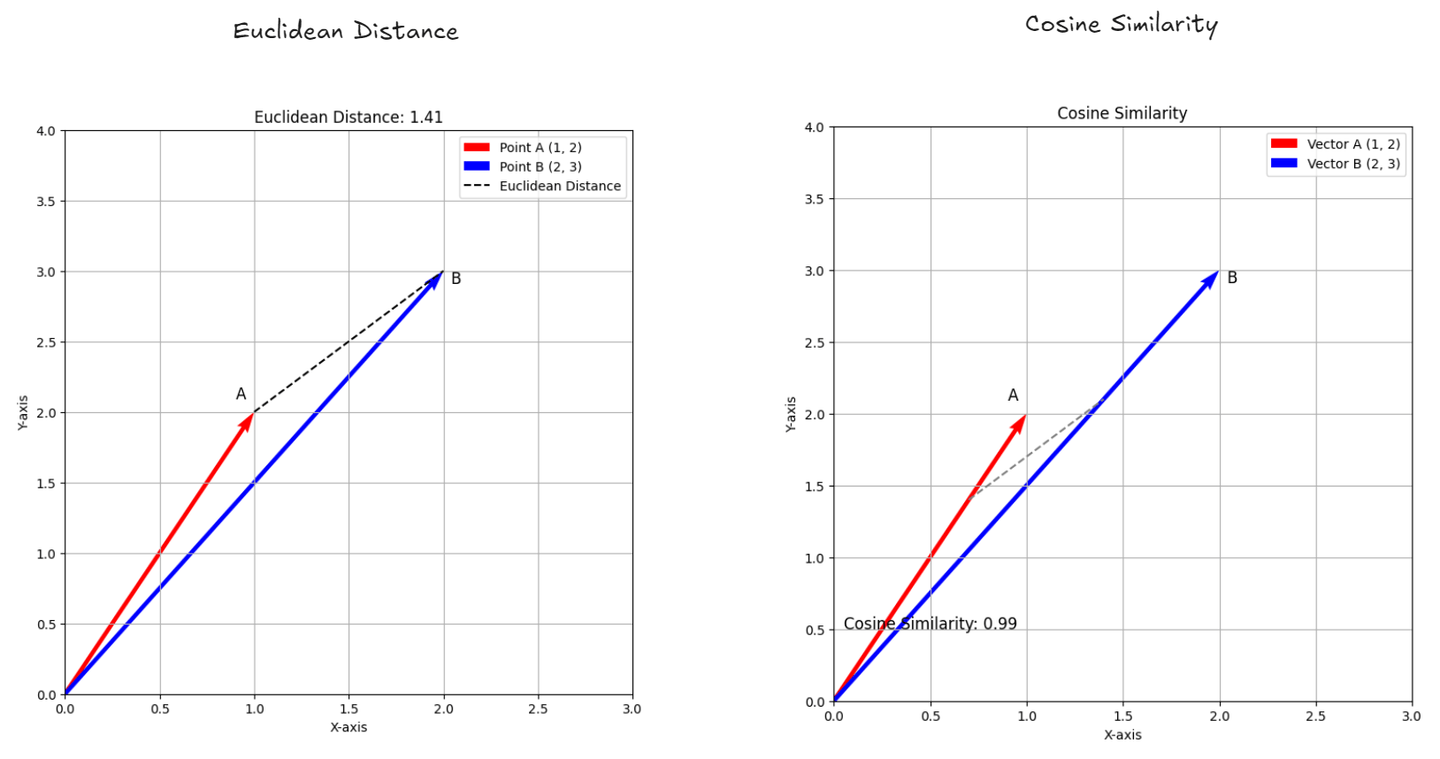 Euclidean Distance
Euclidean Distance: 1.41
Point A (1, 2)
Point B (2, 3)
Euclidean Distance
4.0
3.5
3.0
2.5
2.0
1.5
1.0
0.5
0.0
Y-axis
A
B
0.0 0.5 1.0 1.5 2.0 2.5 3.0
X-axis
Cosine Similarity
Cosine Similarity
Vector A (1, 2)
Vector B (2, 3)
4.0
3.5
3.0
2.5
2.0
1.5
1.0
0.5
0.0
Y-axis
A
B
Cosine Similarity: 0.99
0.0 0.5 1.0 1.5 2.0 2.5 3.0
X-axis